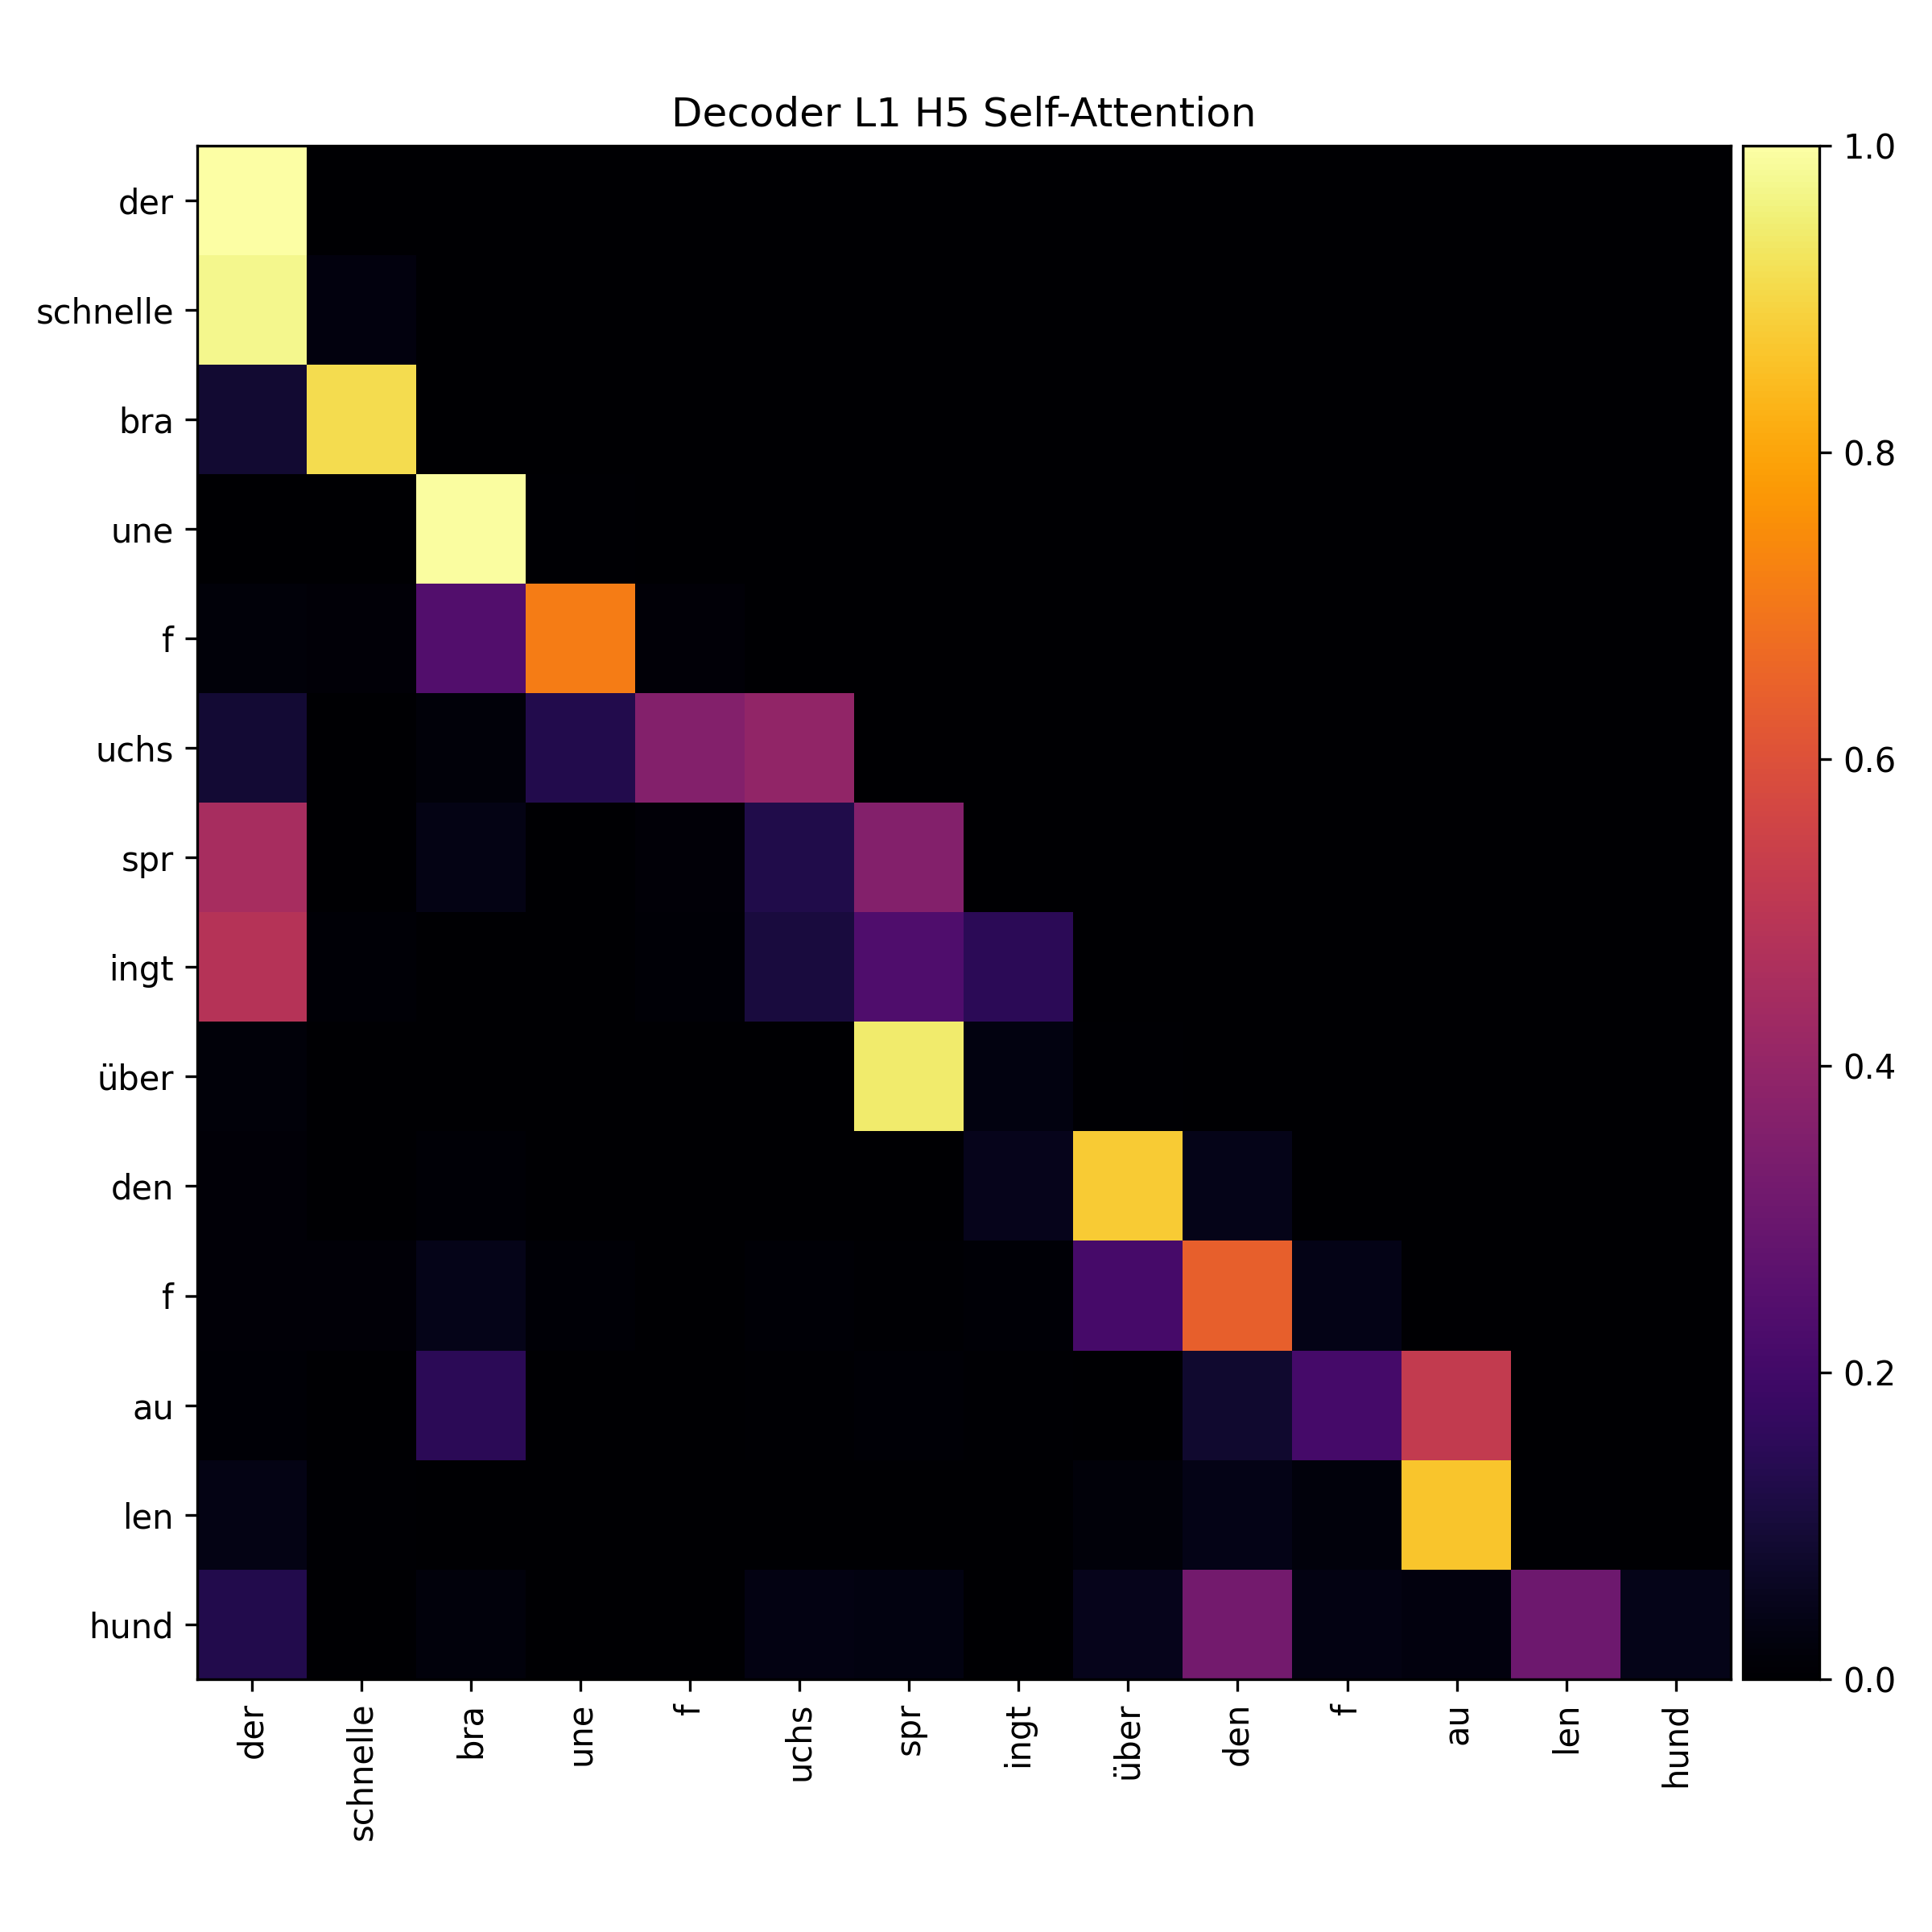 Decoder L1 H5 Self-Attention
der
schnelle
bra
une
f
uchs
spr
ingt
über
den
f
au
len
hund
1.0
0.8
0.6
0.4
0.2
0.0
der
schnelle
bra
une
f
uchs
spr
ingt
über
den
f
au
len
hund